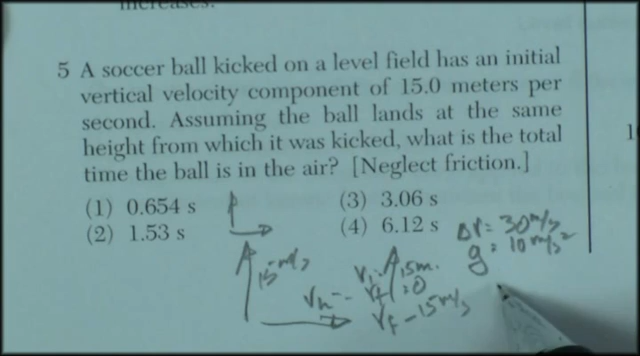 increases.
5 A soccer ball kicked on a level field has an initial
vertical velocity component of 15.0 meters per
second. Assuming the ball lands at the same
height from which it was kicked, what is the total
time the ball is in the air? [Neglect friction.]
(1) 0.654 s (3) 3.06 s
(2) 1.53 s (4) 6.12 s
1
ΔV = 30 m/s
g = 10 m/s²
15 m/s
15 m.
= 0
Vf - 15 m/s